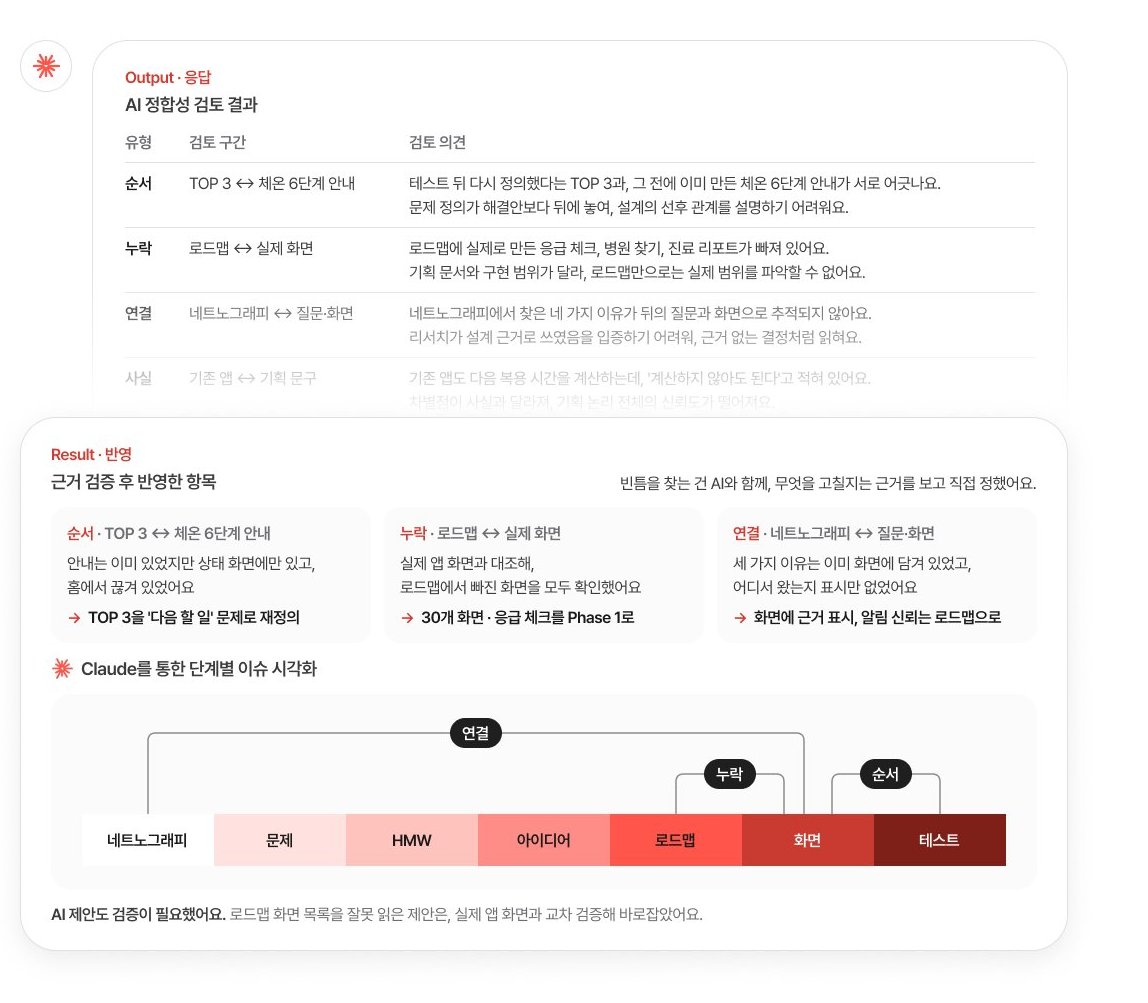 Output · 응답
AI 정합성 검토 결과
유형 검토 구간 검토 의견
순서 TOP 3 ↔ 체온 6단계 안내 테스트 뒤 다시 정의했다는 TOP 3과, 그 전에 이미 만든 체온 6단계 안내가 서로 어긋나요.
문제 정의가 해결안보다 뒤에 놓여, 설계의 선후 관계를 설명하기 어려워요.
누락 로드맵 ↔ 실제 화면 로드맵에 실제로 만든 응급 체크, 병원 찾기, 진료 리포트가 빠져 있어요.
기획 문서와 구현 범위가 달라, 로드맵만으로는 실제 범위를 파악할 수 없어요.
연결 네트노그래피 ↔ 질문·화면 네트노그래피에서 찾은 네 가지 이유가 뒤의 질문과 화면으로 추적되지 않아요.
리서치가 설계 근거로 쓰였음을 입증하기 어려워, 근거 없는 결정처럼 읽혀요.
사실 기존 앱 ↔ 기획 문구 기존 앱도 다음 복용 시간을 계산하는데, '계산하지 않아도 된다'고 적혀 있어요.
차별점이 사실과 달라져, 기획 논리 전체의 신뢰도가 떨어져요.
Result · 반영
근거 검증 후 반영한 항목
빈틈을 찾는 건 AI와 함께, 무엇을 고칠지는 근거를 보고 직접 정했어요.
순서 · TOP 3 ↔ 체온 6단계 안내
안내는 이미 있었지만 상태 화면에만 있고,
홈에서 끊겨 있었어요
→ TOP 3을 '다음 할 일' 문제로 재정의
누락 · 로드맵 ↔ 실제 화면
실제 앱 화면과 대조해,
로드맵에서 빠진 화면을 모두 확인했어요
→ 30개 화면 · 응급 체크를 Phase 1로
연결 · 네트노그래피 ↔ 질문·화면
세 가지 이유는 이미 화면에 담겨 있었고,
어디서 왔는지 표시만 없었어요
→ 화면에 근거 표시, 알림 신뢰는 로드맵으로
Claude를 통한 단계별 이슈 시각화
연결
누락
순서
네트노그래피 문제 HMW 아이디어 로드맵 화면 테스트
AI 제안도 검증이 필요했어요. 로드맵 화면 목록을 잘못 읽은 제안은, 실제 앱 화면과 교차 검증해 바로잡았어요.